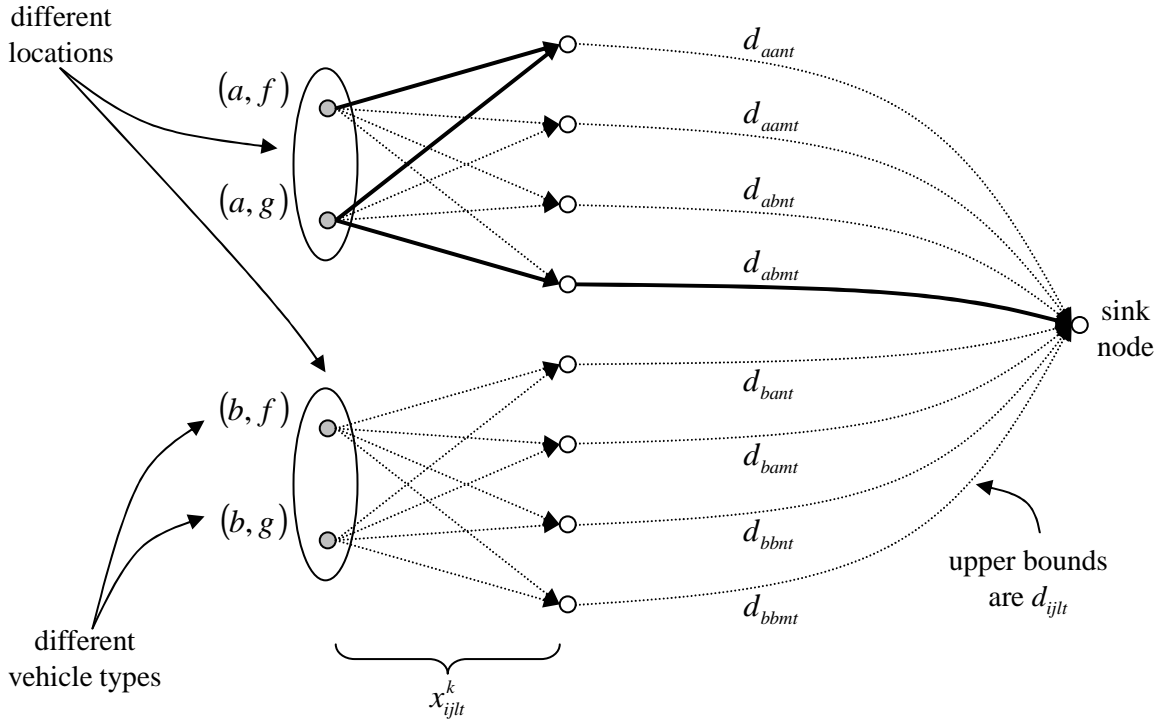 different
locations
(a, f)
(a, g)
(b, f)
(b, g)
different
vehicle types
d_{aant}
d_{aamt}
d_{abnt}
d_{abmt}
d_{bant}
d_{bamt}
d_{bbnt}
d_{bbmt}
x^{k}_{ijlt}
sink
node
upper bounds
are d_{ijlt}